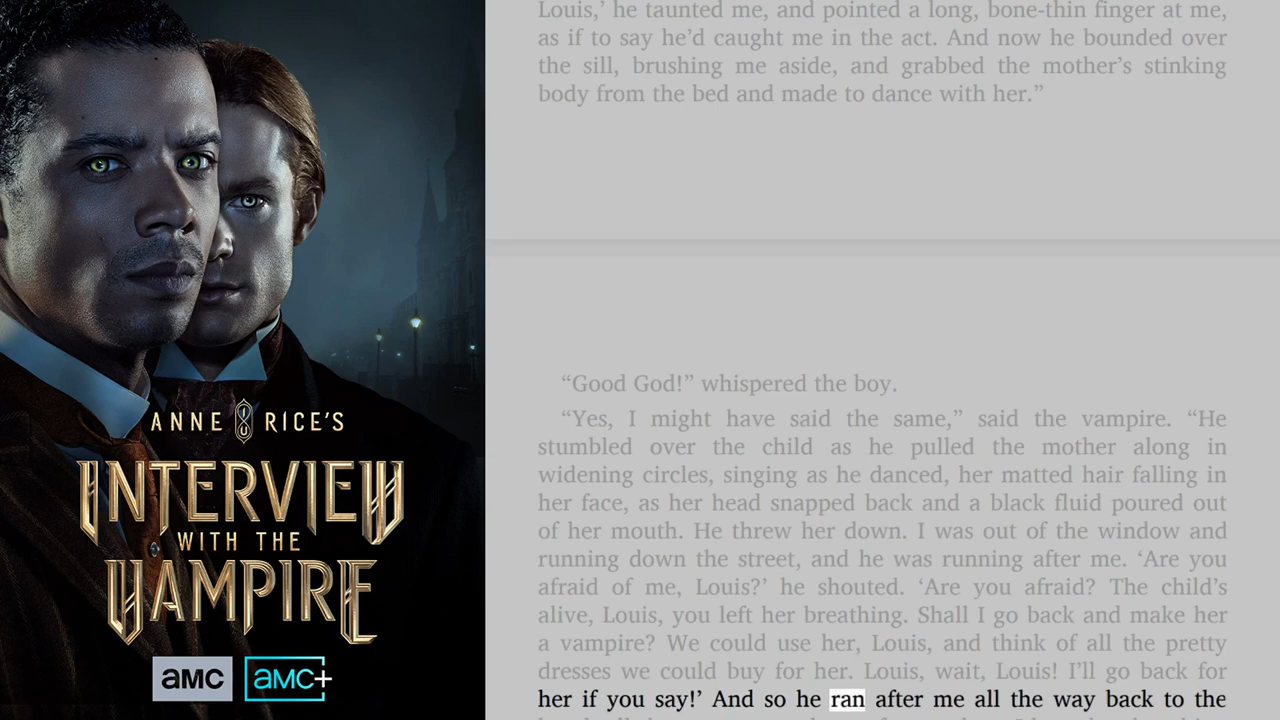 ANNE RICE'S
INTERVIEW
WITH THE
VAMPIRE
aMC
aMC+
Louis,’ he taunted me, and pointed a long, bone-thin finger at me,
as if to say he’d caught me in the act. And now he bounded over
the sill, brushing me aside, and grabbed the mother’s stinking
body from the bed and made to dance with her.”
“Good God!” whispered the boy.
“Yes, I might have said the same,” said the vampire. “He
stumbled over the child as he pulled the mother along in
widening circles, singing as he danced, her matted hair falling in
her face, as her head snapped back and a black fluid poured out
of her mouth. He threw her down. I was out of the window and
running down the street, and he was running after me. ‘Are you
afraid of me, Louis?’ he shouted. ‘Are you afraid? The child’s
alive, Louis, you left her breathing. Shall I go back and make her
a vampire? We could use her, Louis, and think of all the pretty
dresses we could buy for her. Louis, wait, Louis! I’ll go back for
her if you say!’ And so he ran after me all the way back to the